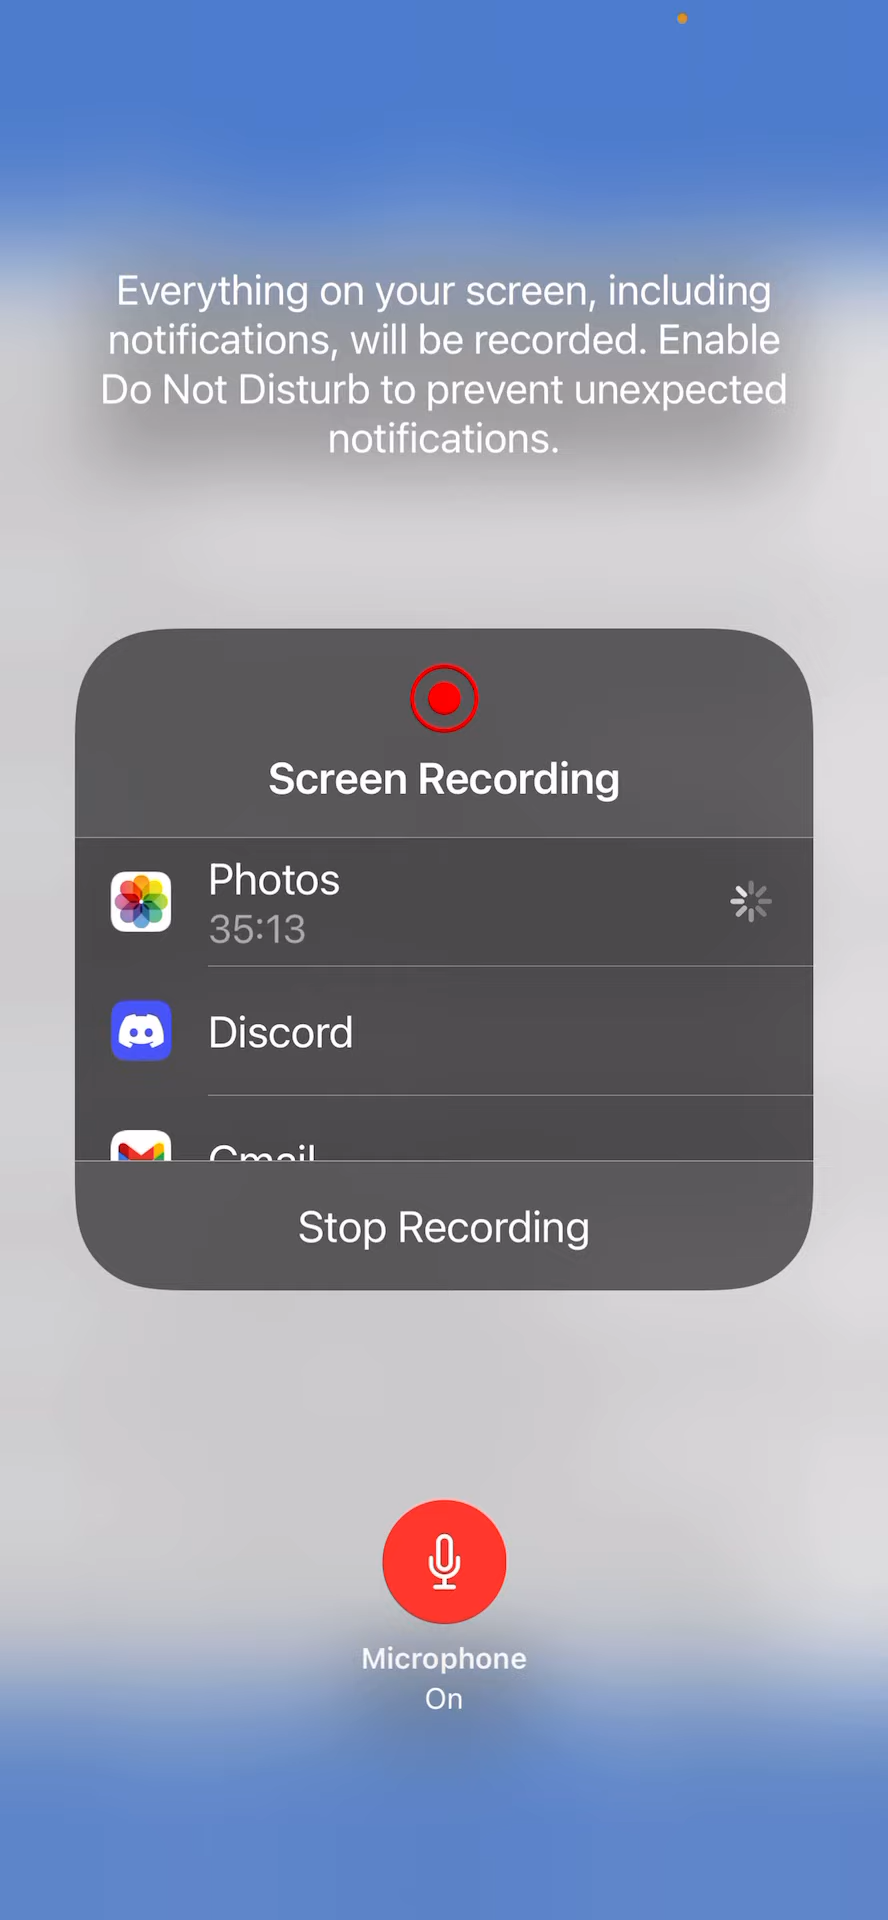 Everything on your screen, including
notifications, will be recorded. Enable
Do Not Disturb to prevent unexpected
notifications.
Screen Recording
Photos
35:13
Discord
Gmail
Stop Recording
Microphone
On